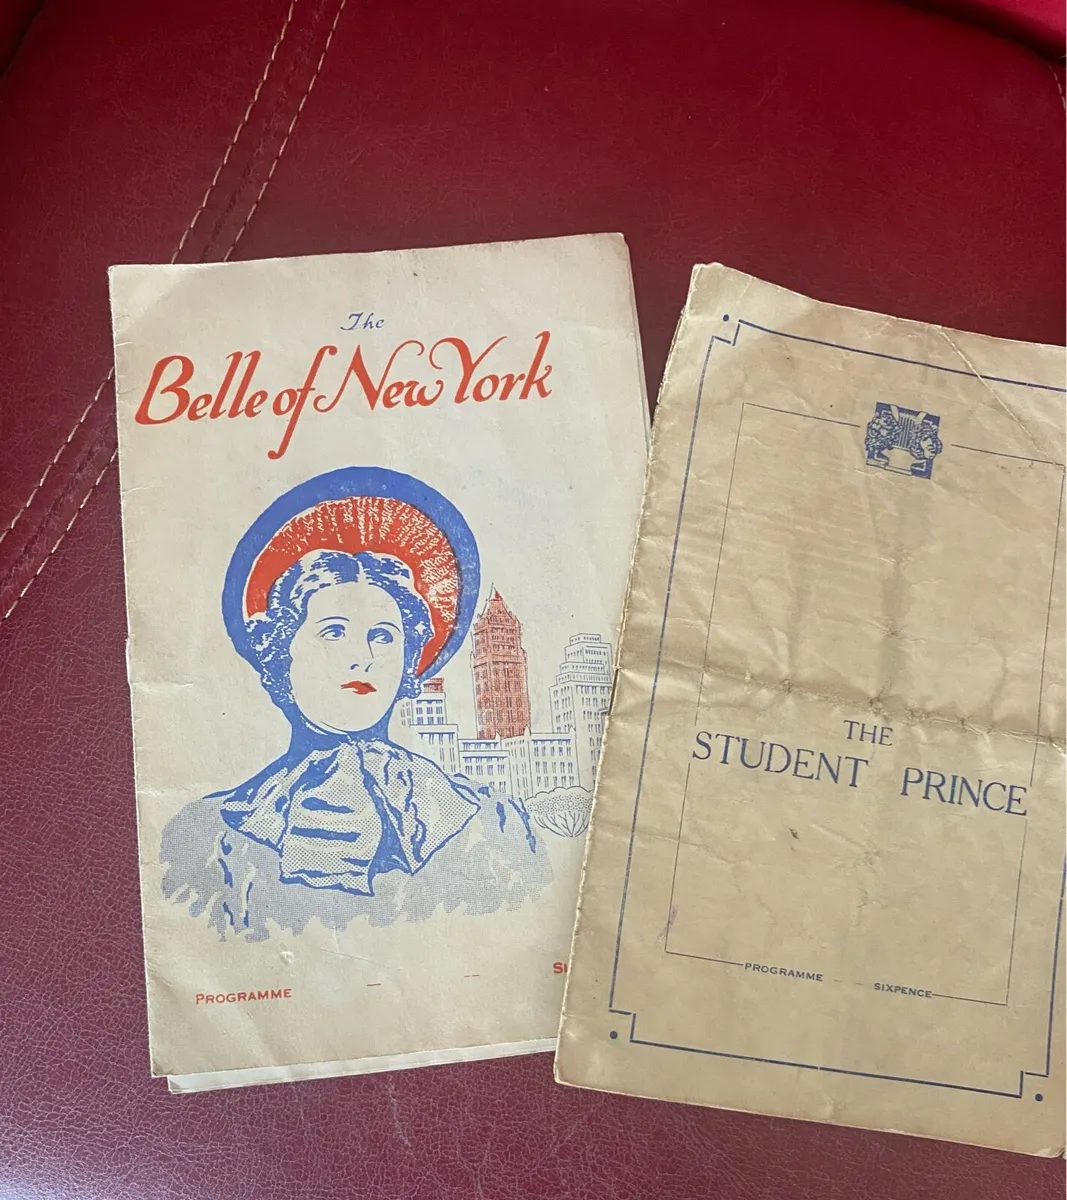 The
Belle of New York
PROGRAMME
THE
STUDENT PRINCE
PROGRAMME
SIXPENCE